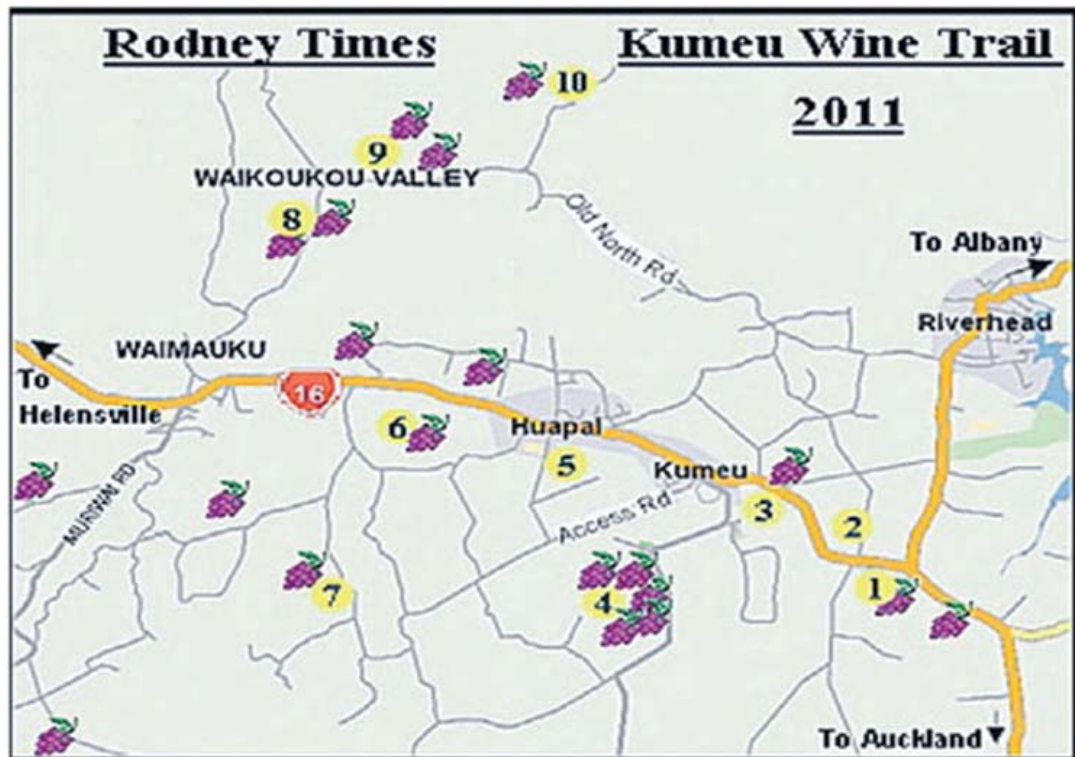 Rodney Times
Kumeu Wine Trail
2011
10
9
WAIKOUKOU VALLEY
8
Old North Rd
To Albany
Riverhead
WAIMAUKU
16
To
Helensville
6
Huapai
5
Kumeu
MURIWAI RD
Access Rd
3
2
7
4
1
To Auckland